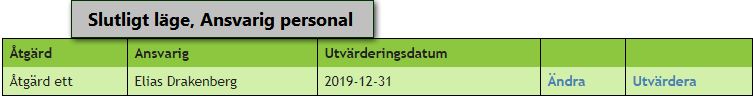 Slutligt läge, Ansvarig personal
Åtgärd Ansvarig Utvärderingsdatum
Åtgärd ett Elias Drakenberg 2019-12-31 Ändra Utvärdera